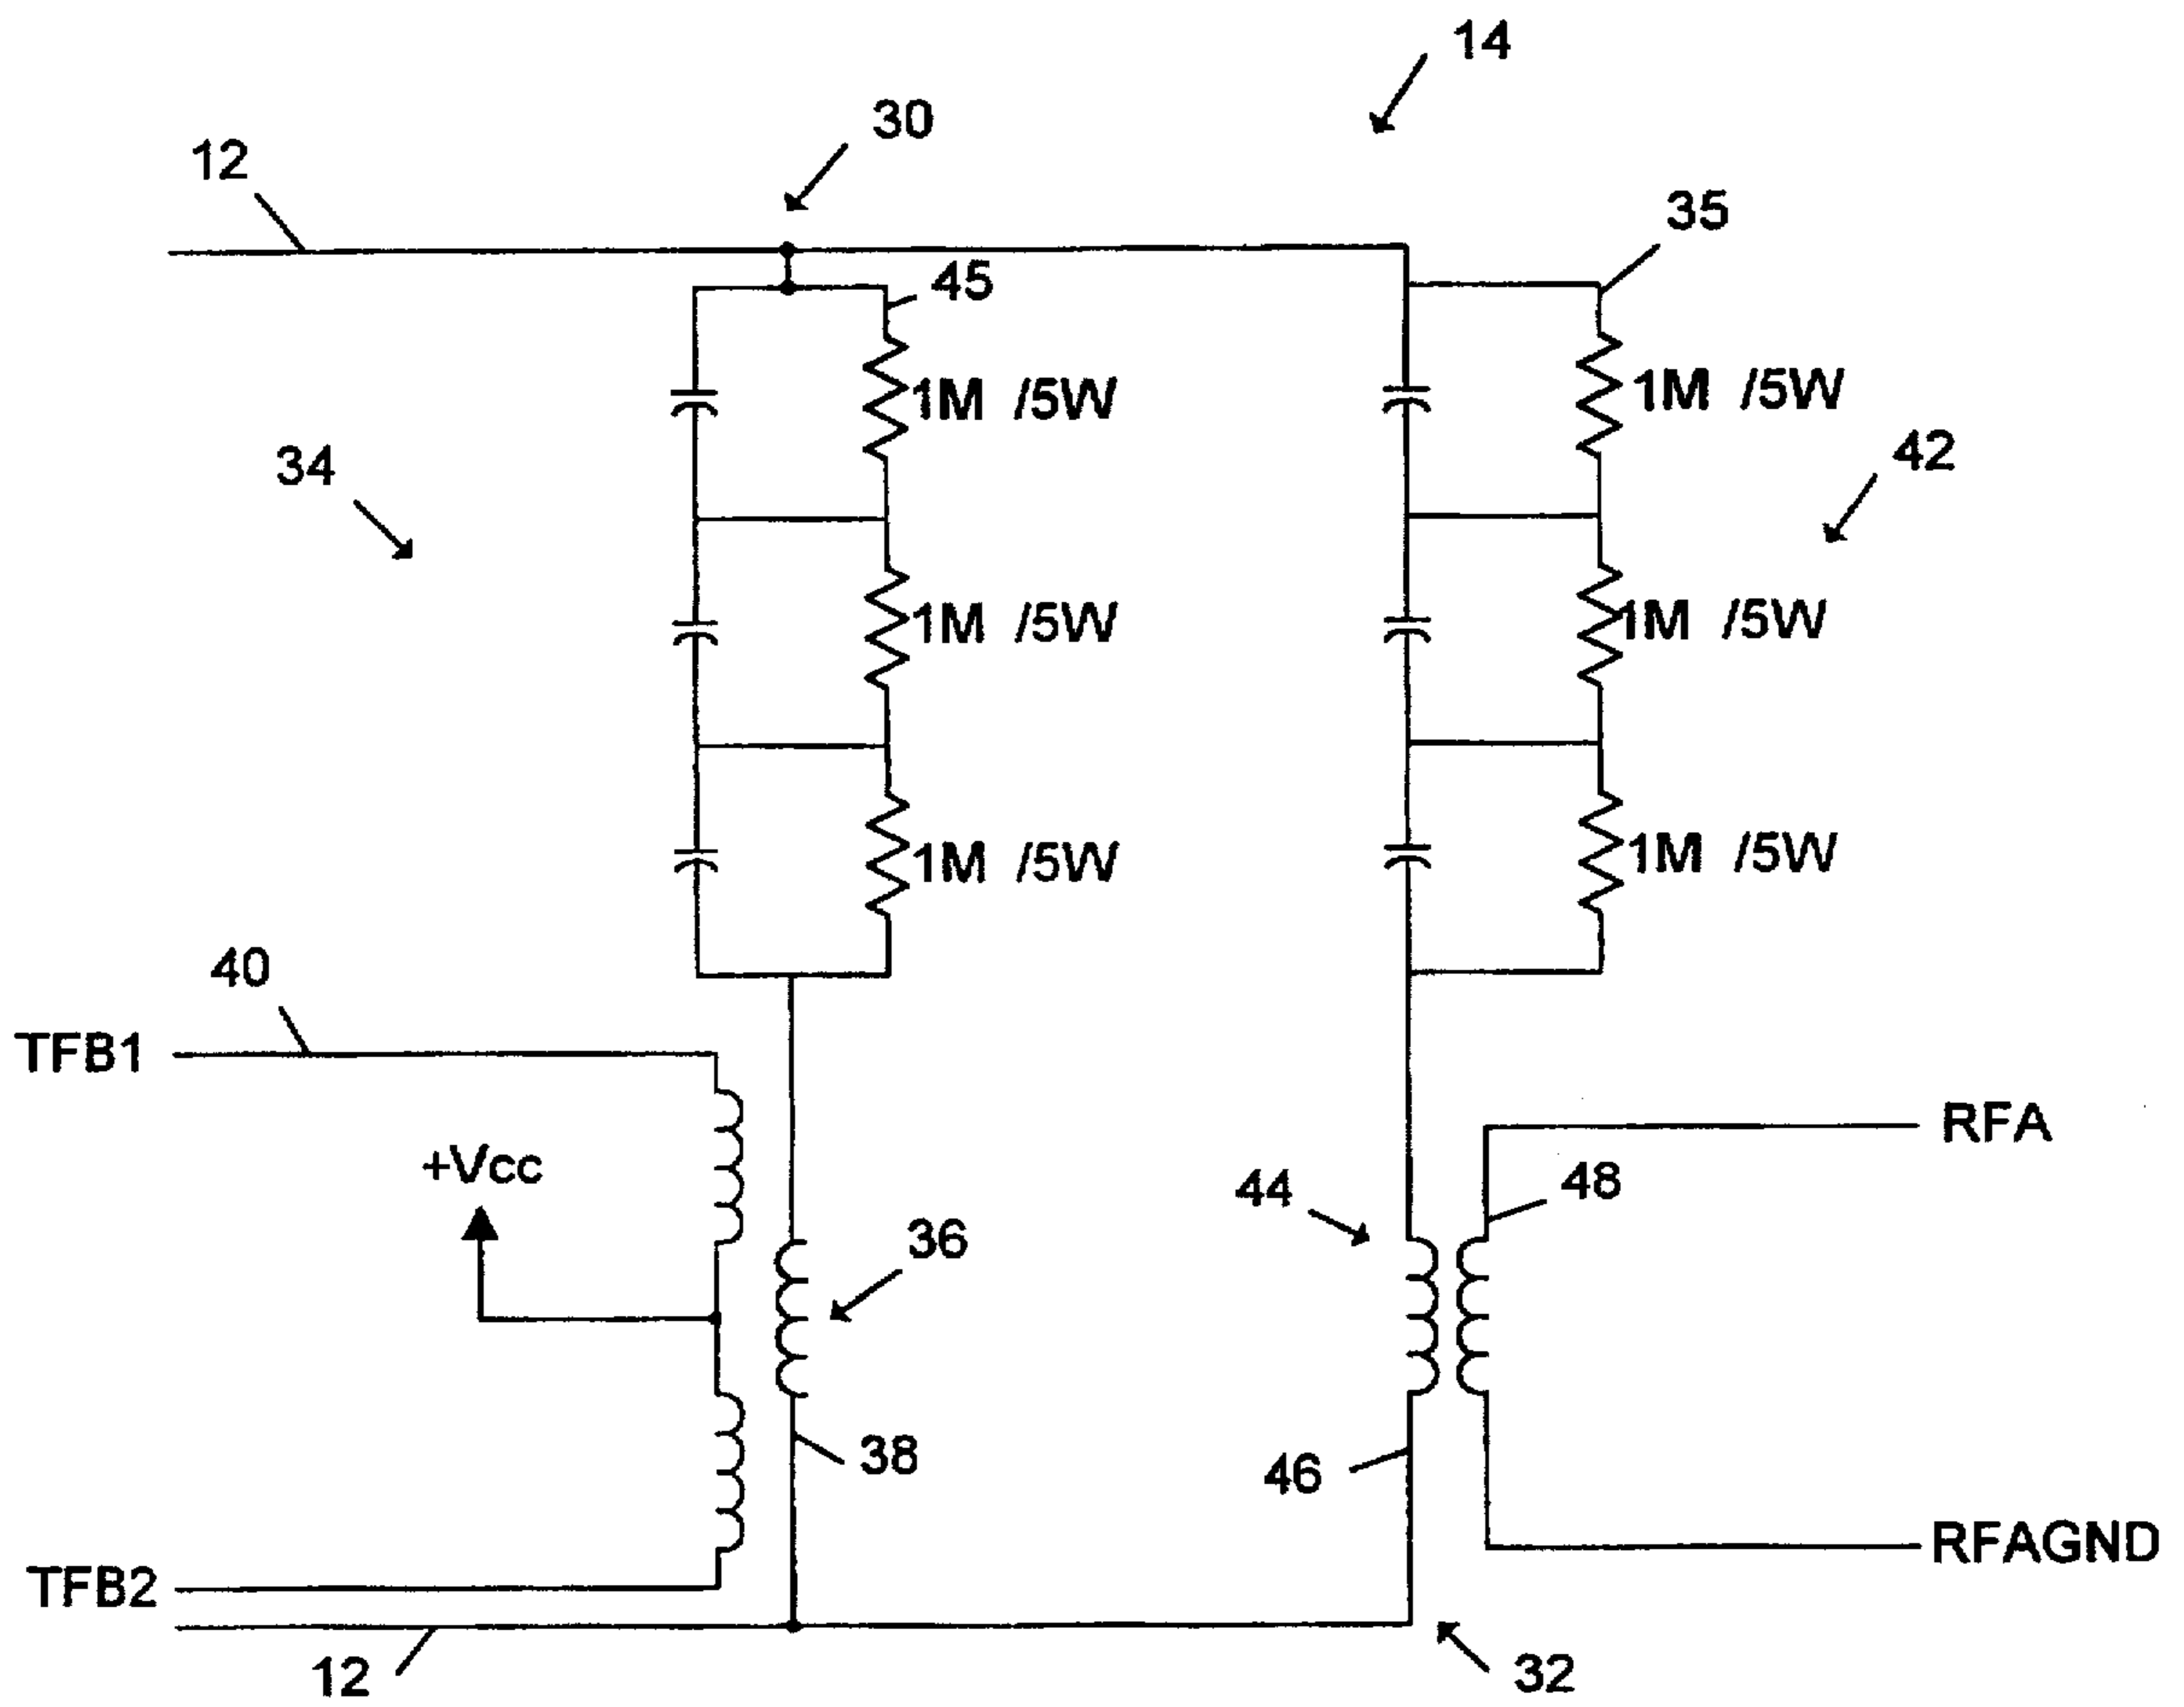 14
30
12
35
45
1M /5W
1M /5W
34
42
1M /5W
1M /5W
1M /5W
1M /5W
40
TFB1
RFA
+Vcc
48
44
36
38
46
RFAGND
TFB2
12
32